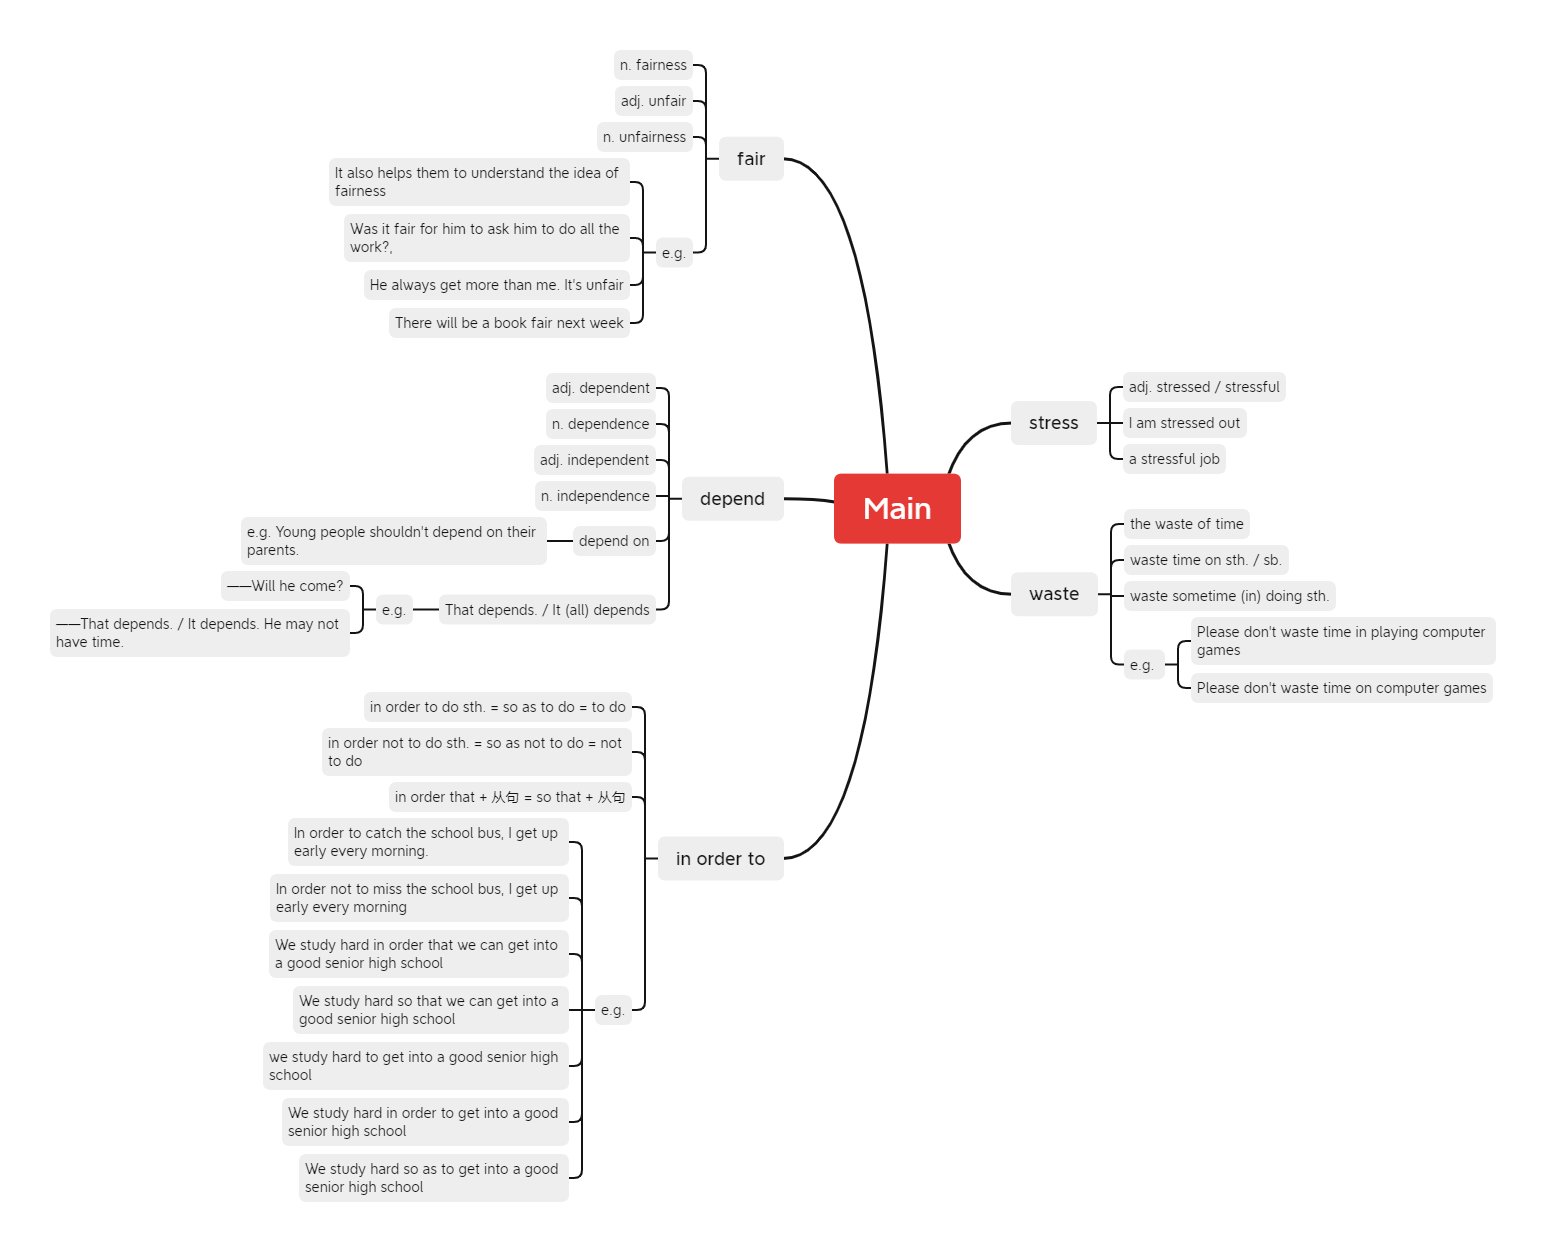 Main
stress
adj. stressed / stressful
I am stressed out
a stressful job
waste
the waste of time
waste time on sth. / sb.
waste sometime (in) doing sth.
e.g.
Please don't waste time in playing computer
games
Please don't waste time on computer games
fair
n. fairness
adj. unfair
n. unfairness
e.g.
It also helps them to understand the idea of
fairness
Was it fair for him to ask him to do all the
work?,
He always get more than me. It's unfair
There will be a book fair next week
depend
adj. dependent
n. dependence
adj. independent
n. independence
depend on
e.g. Young people shouldn't depend on their
parents.
That depends. / It (all) depends
e.g.
——Will he come?
——That depends. / It depends. He may not
have time.
in order to
in order to do sth. = so as to do = to do
in order not to do sth. = so as not to do = not
to do
in order that + 从句 = so that + 从句
e.g.
In order to catch the school bus, I get up
early every morning.
In order not to miss the school bus, I get up
early every morning
We study hard in order that we can get into
a good senior high school
We study hard so that we can get into a
good senior high school
we study hard to get into a good senior high
school
We study hard in order to get into a good
senior high school
We study hard so as to get into a good
senior high school